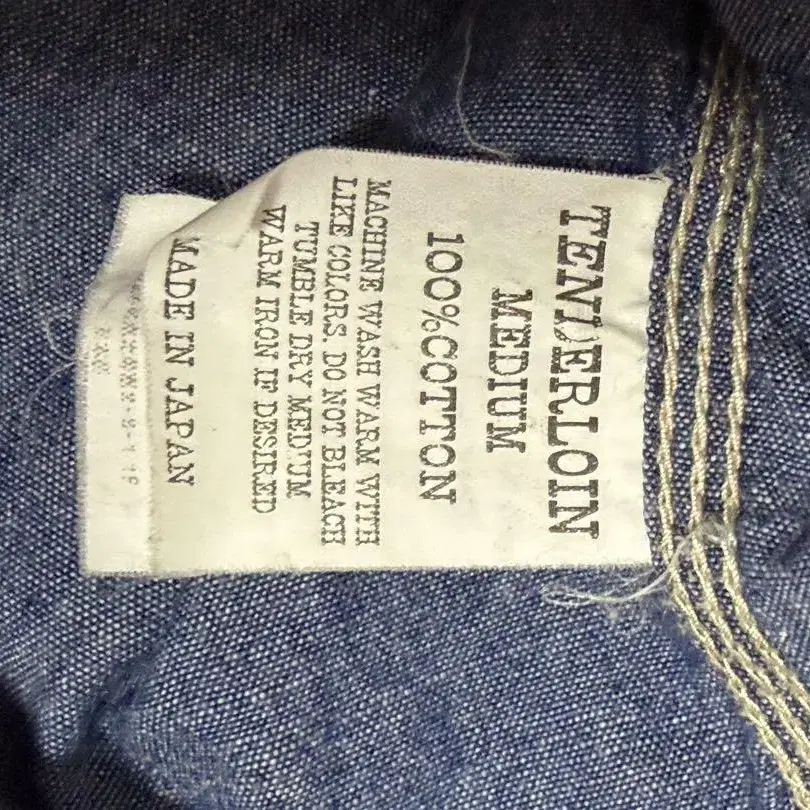 TENDERLOIN
MEDIUM
100%COTTON
MACHINE WASH WARM WITH
LIKE COLORS. DO NOT BLEACH
TUMBLE DRY MEDIUM
WARM IRON IF DESIRED
MADE IN JAPAN